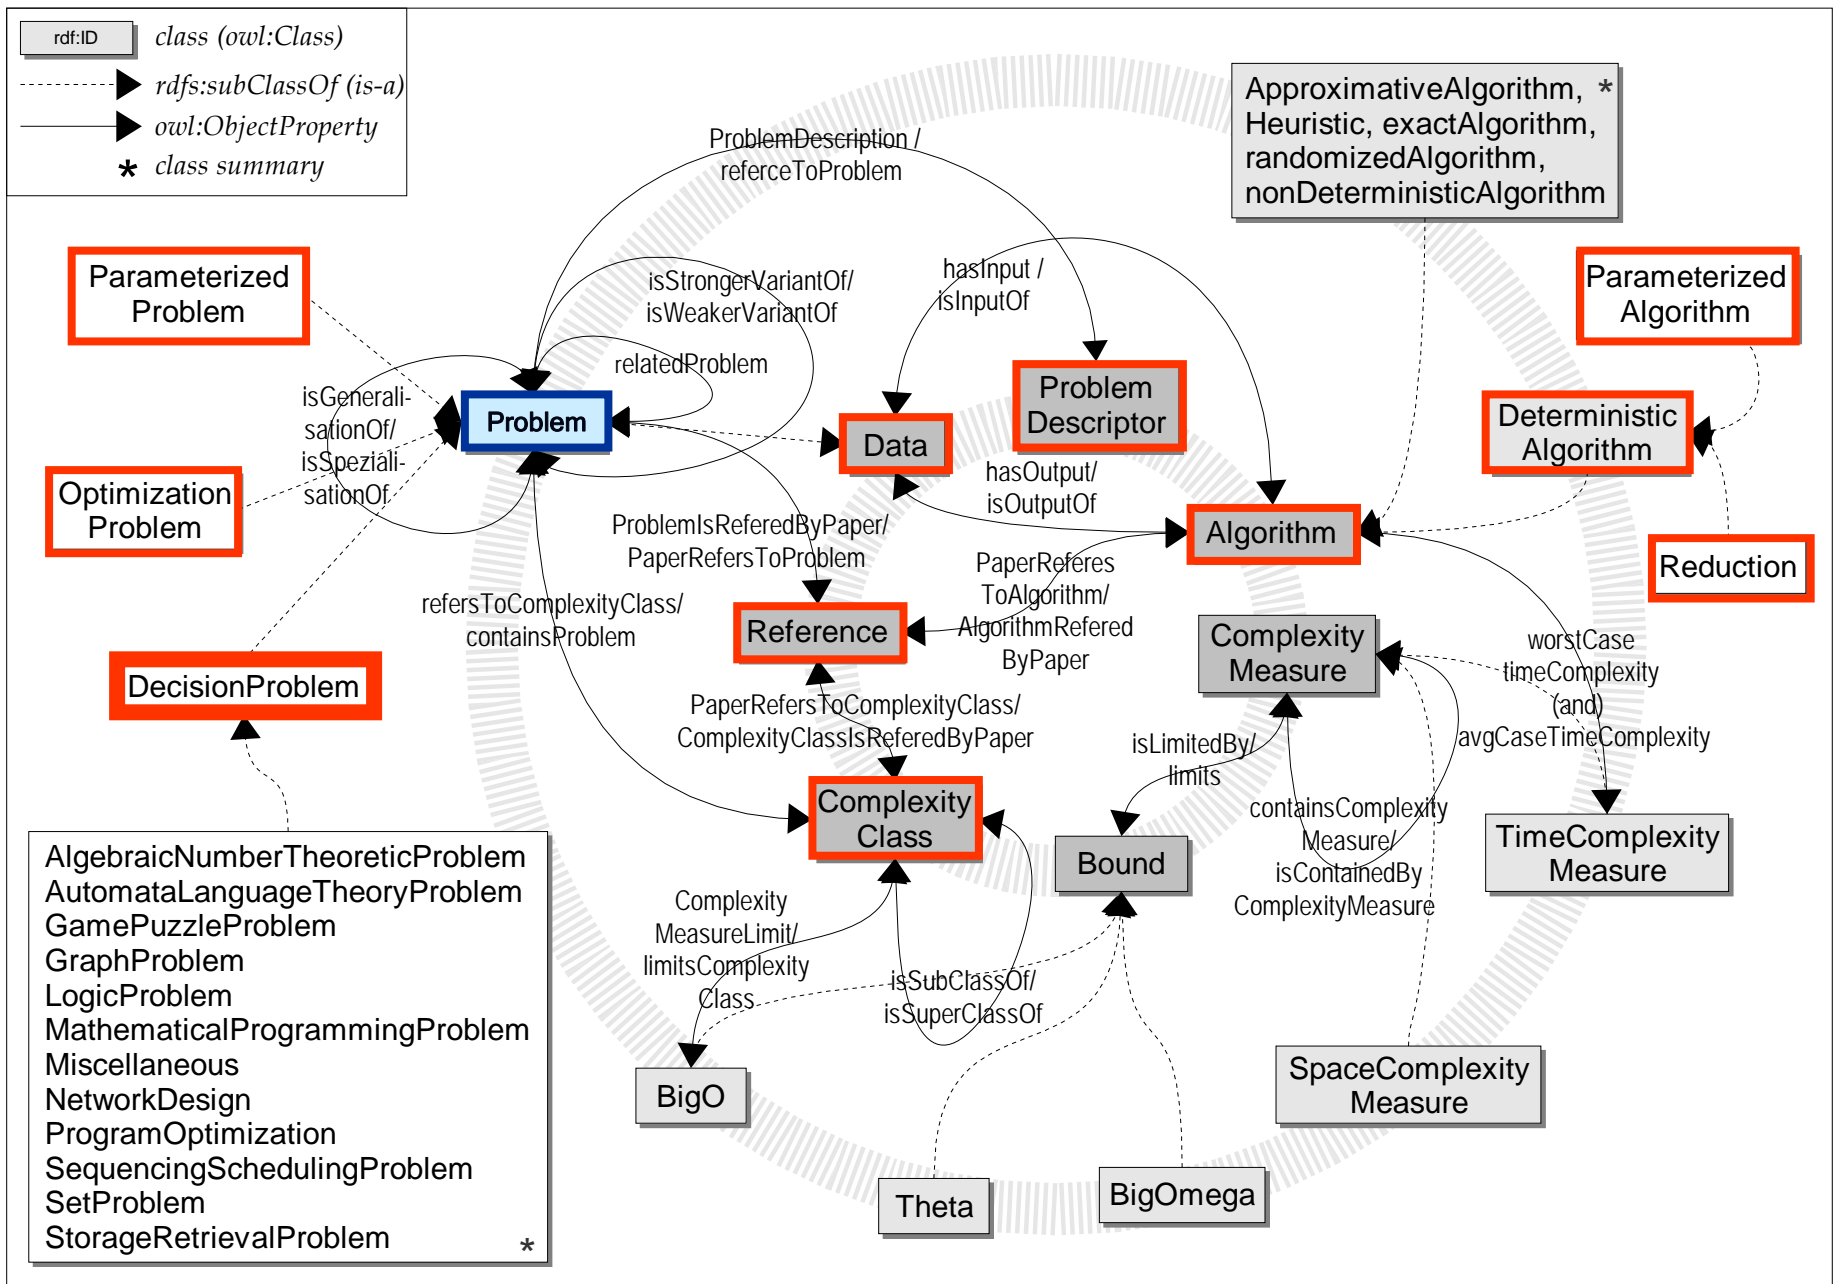 rdf:ID
class (owl:Class)
rdfs:subClassOf (is-a)
owl:ObjectProperty
* class summary
ApproximativeAlgorithm, *
Heuristic, exactAlgorithm,
randomizedAlgorithm,
nonDeterministicAlgorithm
ProblemDescription /
referceToProblem
Parameterized
Problem
isStrongerVariantOf/
isWeakerVariantOf
hasInput /
isInputOf
Parameterized
Algorithm
relatedProblem
Problem
Descriptor
isGenerali-
sationOf/
isSpeziali-
sationOf
Problem
Data
Deterministic
Algorithm
hasOutput/
isOutputOf
Optimization
Problem
ProblemIsReferedByPaper/
PaperRefersToProblem
Algorithm
Reduction
PaperReferes
ToAlgorithm/
AlgorithmRefered
ByPaper
refersToComplexityClass/
containsProblem
Reference
Complexity
Measure
worstCase
timeComplexity
(and)
avgCaseTimeComplexity
DecisionProblem
PaperRefersToComplexityClass/
ComplexityClassIsReferedByPaper
isLimitedBy/
limits
Complexity
Class
containsComplexity
Measure/
isContainedBy
ComplexityMeasure
TimeComplexity
Measure
Bound
AlgebraicNumberTheoreticProblem
AutomataLanguageTheoryProblem
GamePuzzleProblem
GraphProblem
LogicProblem
MathematicalProgrammingProblem
Miscellaneous
NetworkDesign
ProgramOptimization
SequencingSchedulingProblem
SetProblem
StorageRetrievalProblem *
Complexity
MeasureLimit/
limitsComplexity
Class
isSubClassOf/
isSuperClassOf
BigO
SpaceComplexity
Measure
Theta
BigOmega